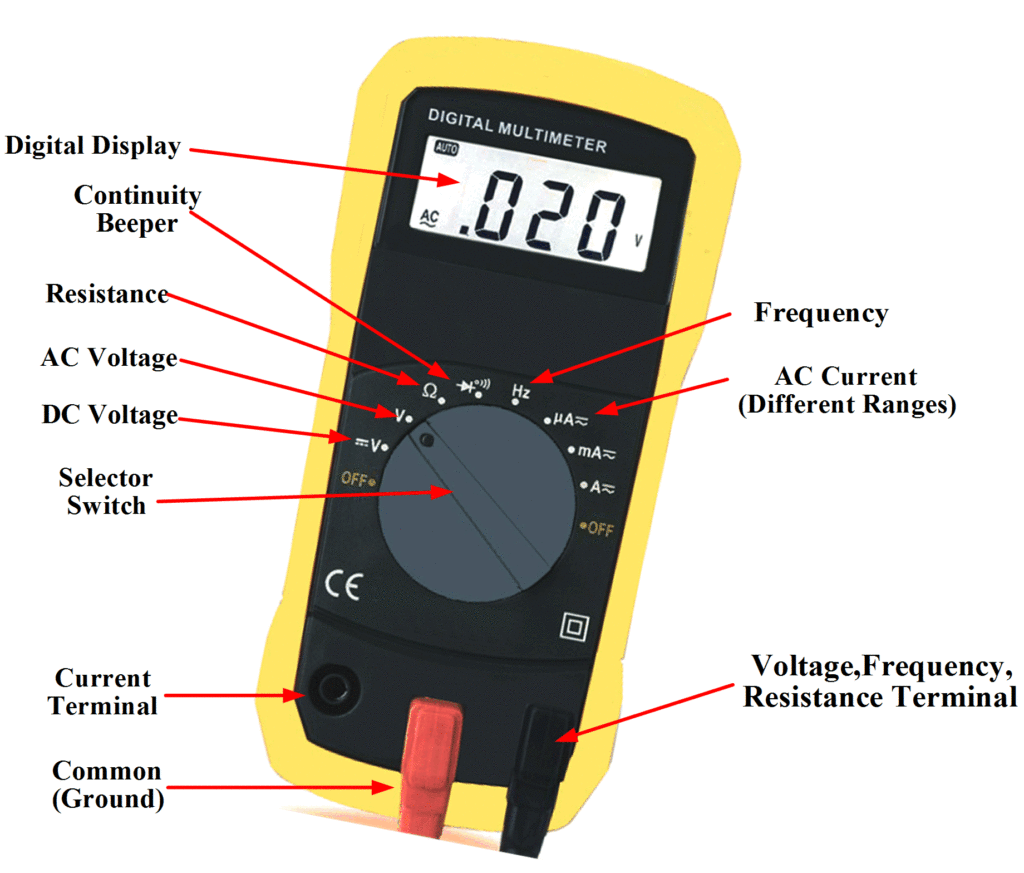 DIGITAL MULTIMETER
AUTO
AC
.020 V
Digital Display
Continuity
Beeper
Resistance
AC Voltage
DC Voltage
Selector
Switch
Frequency
AC Current
(Different Ranges)
OFF
V
V
Ω
Hz
µA
mA
A
OFF
CE
Current
Terminal
Common
(Ground)
Voltage,Frequency,
Resistance Terminal